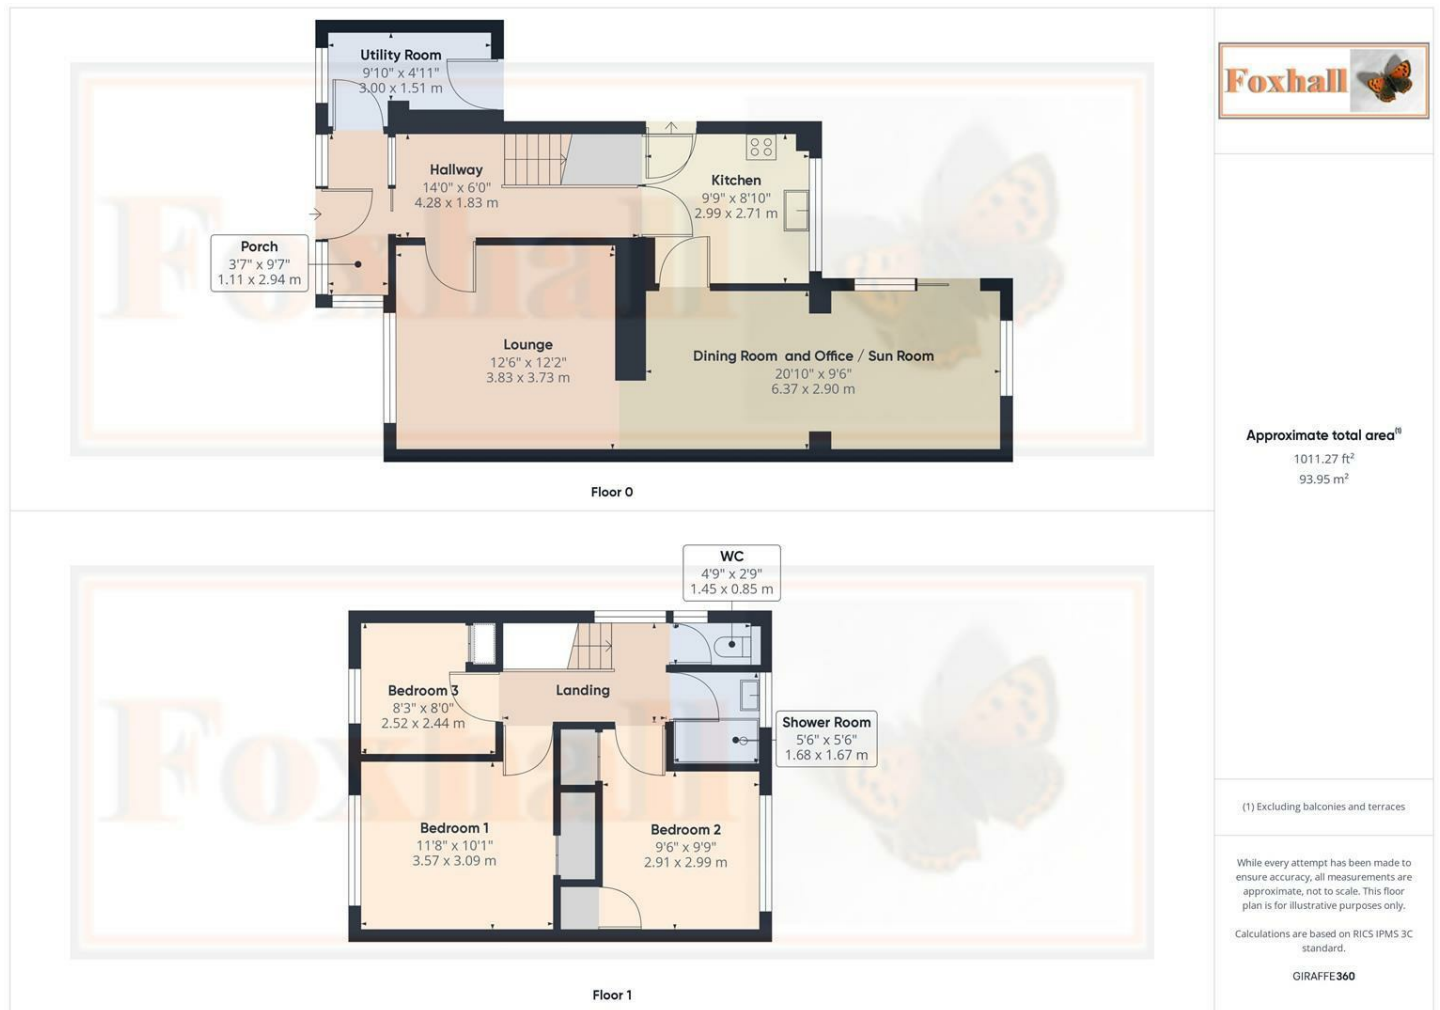 Utility Room
9'10" x 4'11"
3.00 x 1.51 m
Hallway
14'0" x 6'0"
4.28 x 1.83 m
Kitchen
9'9" x 8'10"
2.99 x 2.71 m
Porch
3'7" x 9'7"
1.11 x 2.94 m
Lounge
12'6" x 12'2"
3.83 x 3.73 m
Dining Room and Office / Sun Room
20'10" x 9'6"
6.37 x 2.90 m
Foxhall
Floor 0
WC
4'9" x 2'9"
1.45 x 0.85 m
Bedroom 3
8'3" x 8'0"
2.52 x 2.44 m
Landing
Shower Room
5'6" x 5'6"
1.68 x 1.67 m
Bedroom 1
11'8" x 10'1"
3.57 x 3.09 m
Bedroom 2
9'6" x 9'9"
2.91 x 2.99 m
Foxhall
Floor 1
Foxhall
Approximate total area(1)
1011.27 ft²
93.95 m²
(1) Excluding balconies and terraces
While every attempt has been made to
ensure accuracy, all measurements are
approximate, not to scale. This floor
plan is for illustrative purposes only.
Calculations are based on RICS IPMS 3C
standard.
GIRAFFE360